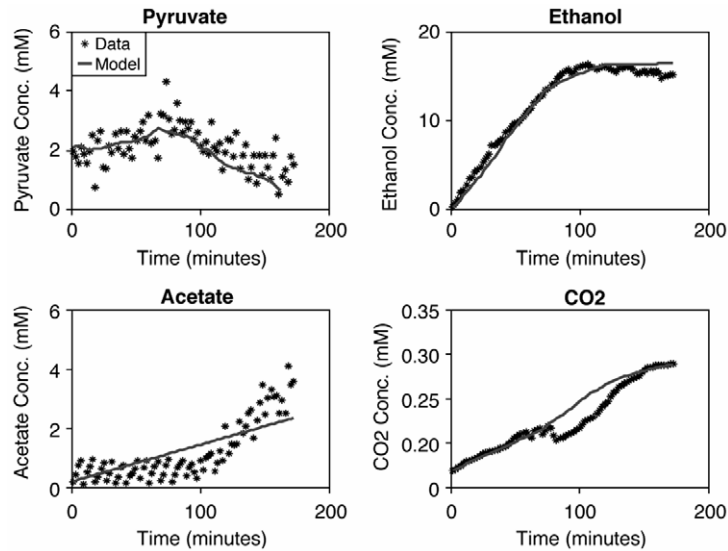 Pyruvate
6
4
2
0
0
100
200
Pyruvate Conc. (mM)
Time (minutes)
Data
Model
Ethanol
20
10
0
0
100
200
Ethanol Conc. (mM)
Time (minutes)
Acetate
6
4
2
0
0
100
200
Acetate Conc. (mM)
Time (minutes)
CO2
0.35
0.30
0.25
0.20
0
0
100
200
CO2 Conc. (mM)
Time (minutes)